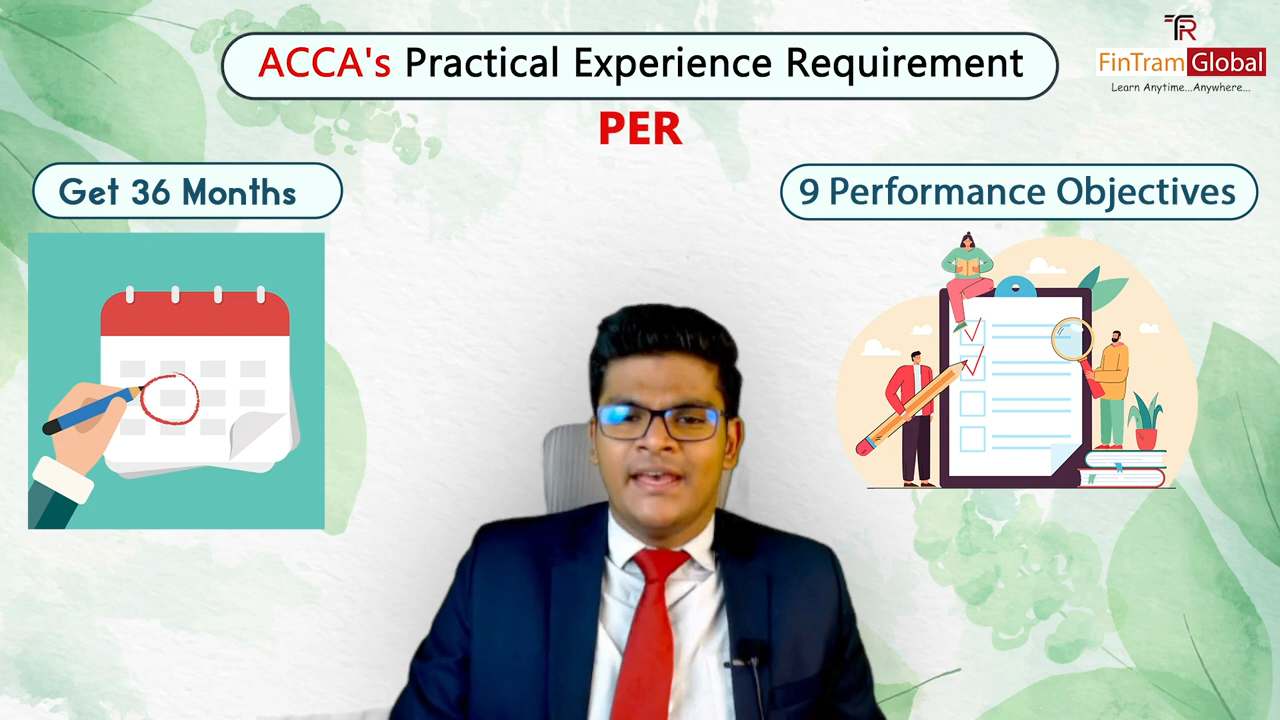 ACCA's Practical Experience Requirement
PER
FinTram Global
Learn Anytime...Anywhere...
Get 36 Months
9 Performance Objectives